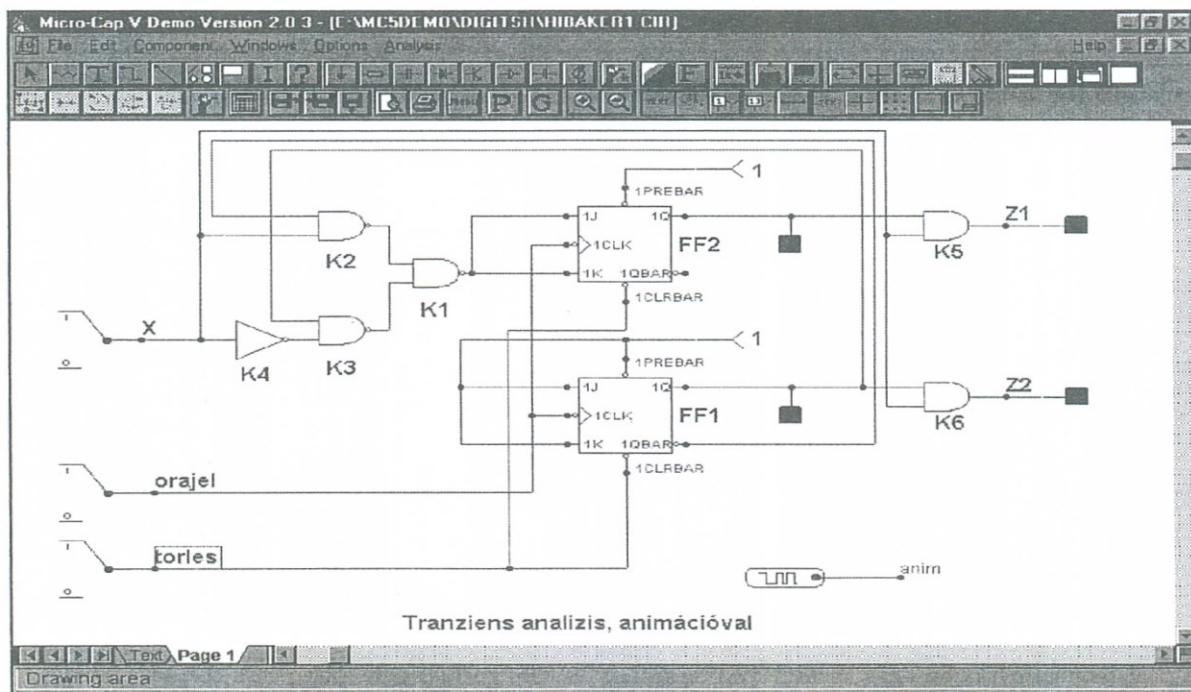 Micro-Cap V Demo Version 2.0 3 - [E:\MC5DEMO\DIGITSH\HIBAKER1.CIR]
File Edit Component Windows Options Analysis Help
1
1PREBAR
1J 1Q
Z1
1CLK FF2
K2
K5
1K 1QBAR
K1
1CLRBAR
X
1
K4 K3
1PREBAR
1J 1Q
Z2
1CLK FF1
K6
1K 1QBAR
1CLRBAR
orajel
torles
anim
Tranziens analízis, animációval
Text Page 1
Drawing area